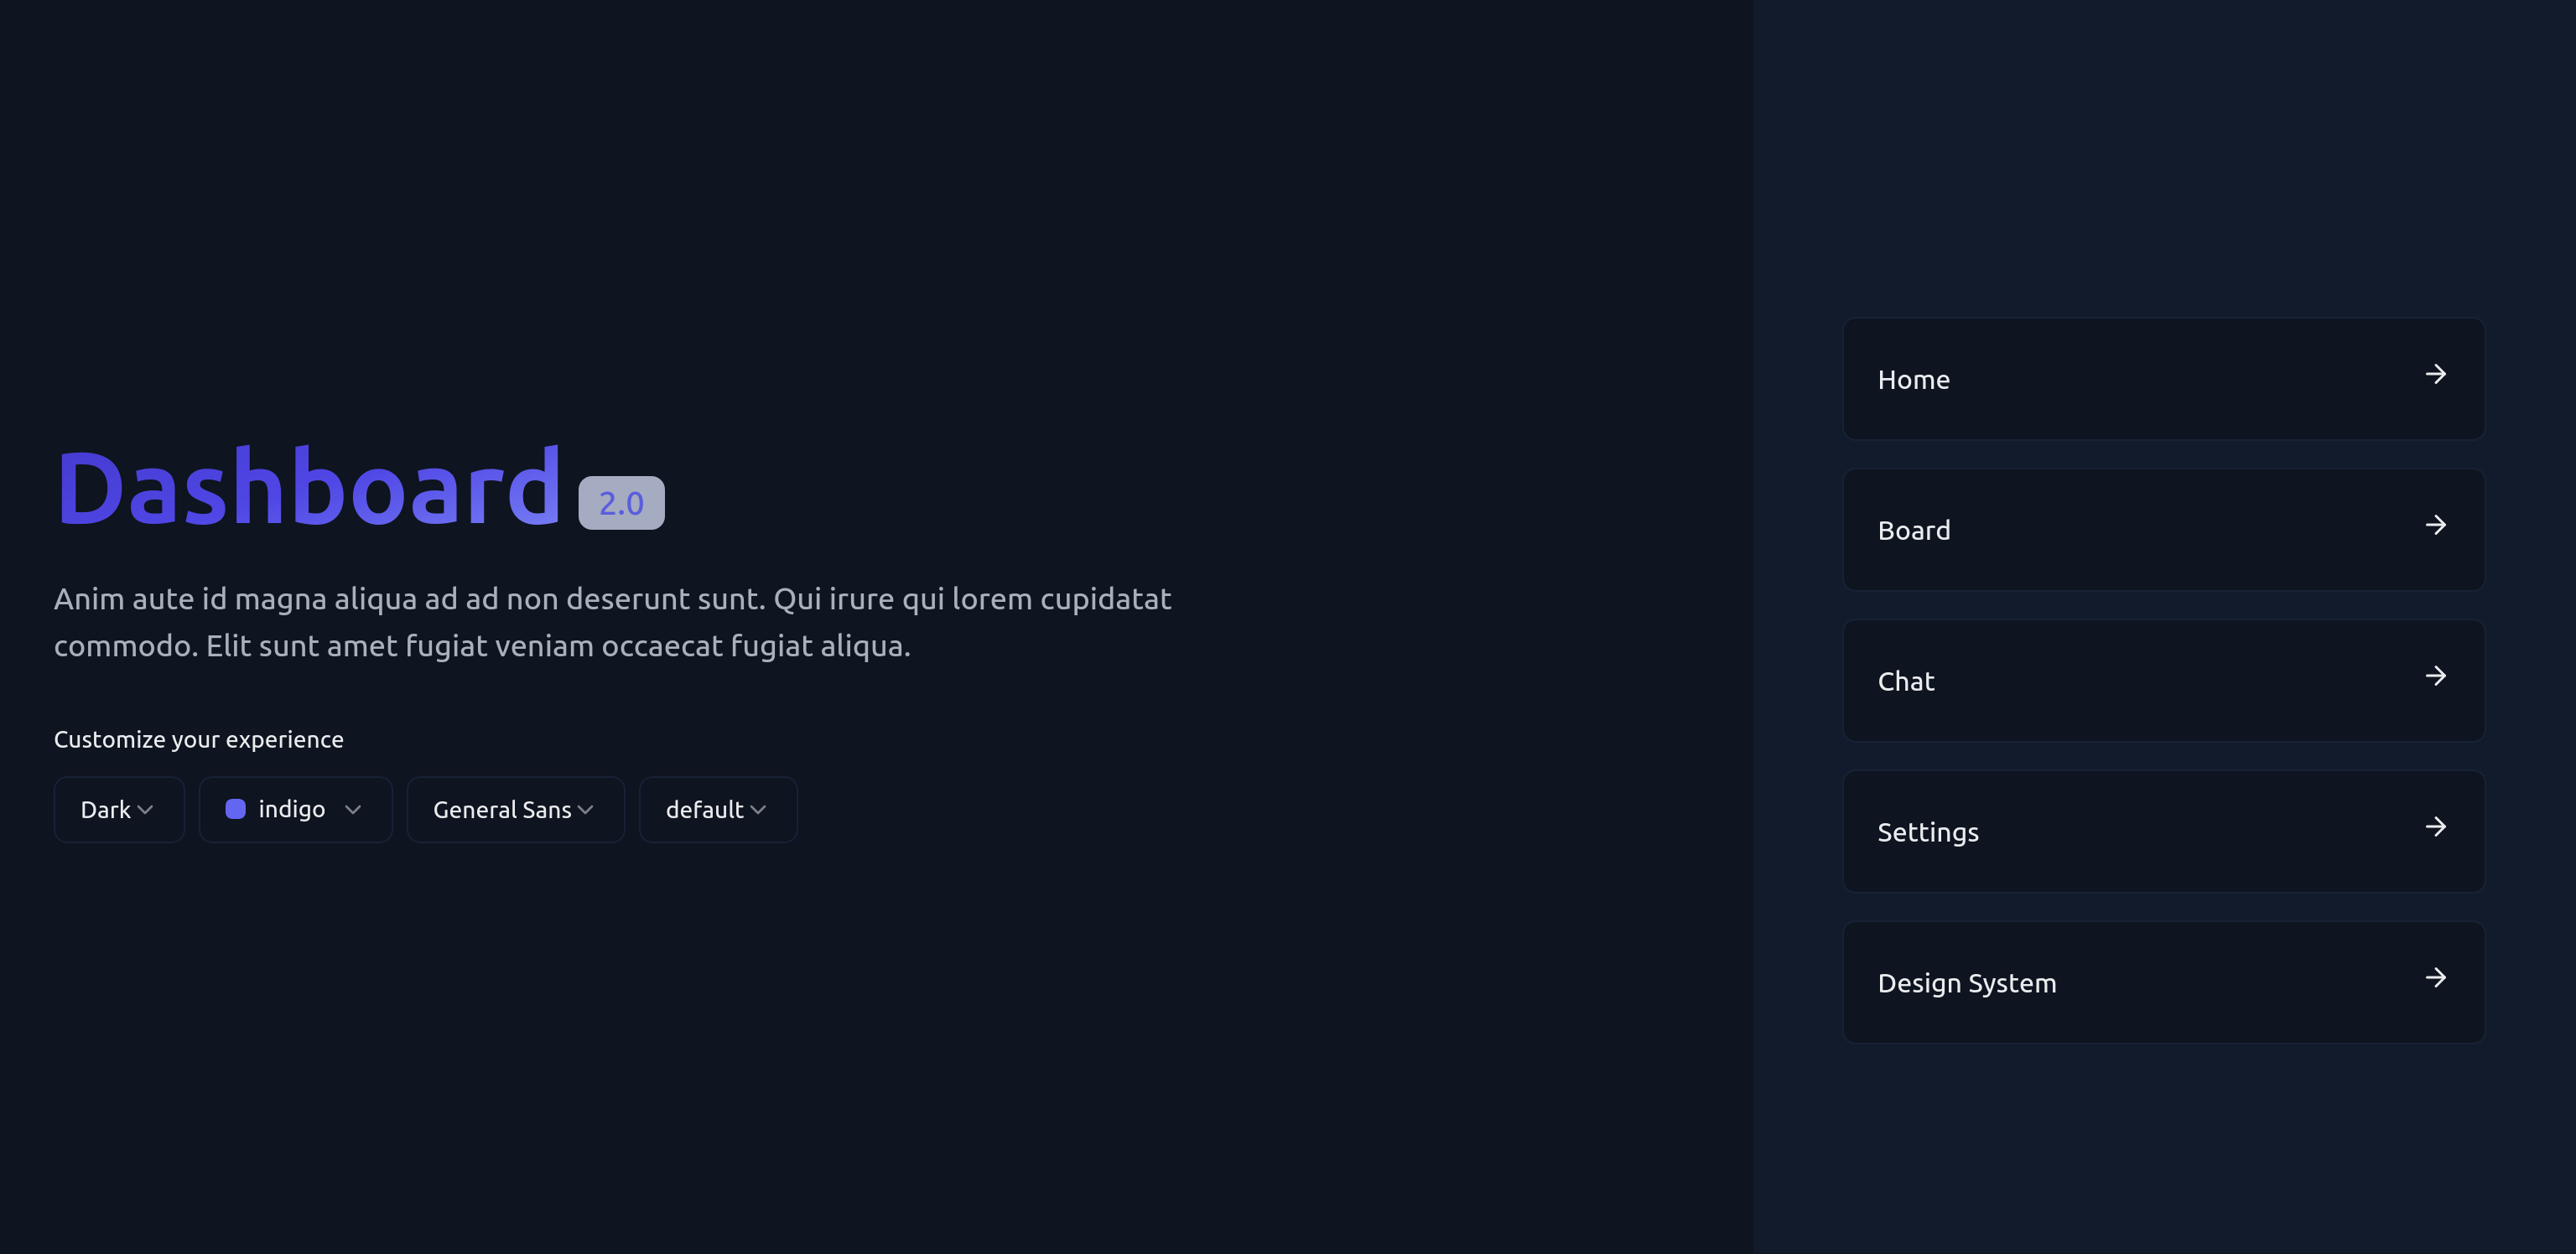 Dashboard 2.0
Anim aute id magna aliqua ad ad non deserunt sunt. Qui irure qui lorem cupidatat
commodo. Elit sunt amet fugiat veniam occaecat fugiat aliqua.
Customize your experience
Dark indigo General Sans default
Home
Board
Chat
Settings
Design System